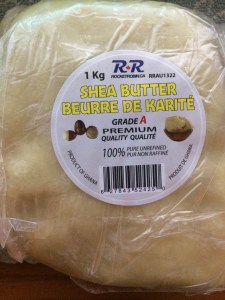 R+R
1 Kg
BRAU1322
SHEA BUTTER
BEURRE DE KARITÉ
GRADE A
PREMIUM
QUALITY QUALITÉ
100% PURE UNREFINED
PUR NON RAFFINÉ
PRODUCT OF GHANA
PRODUIT DE GHANA